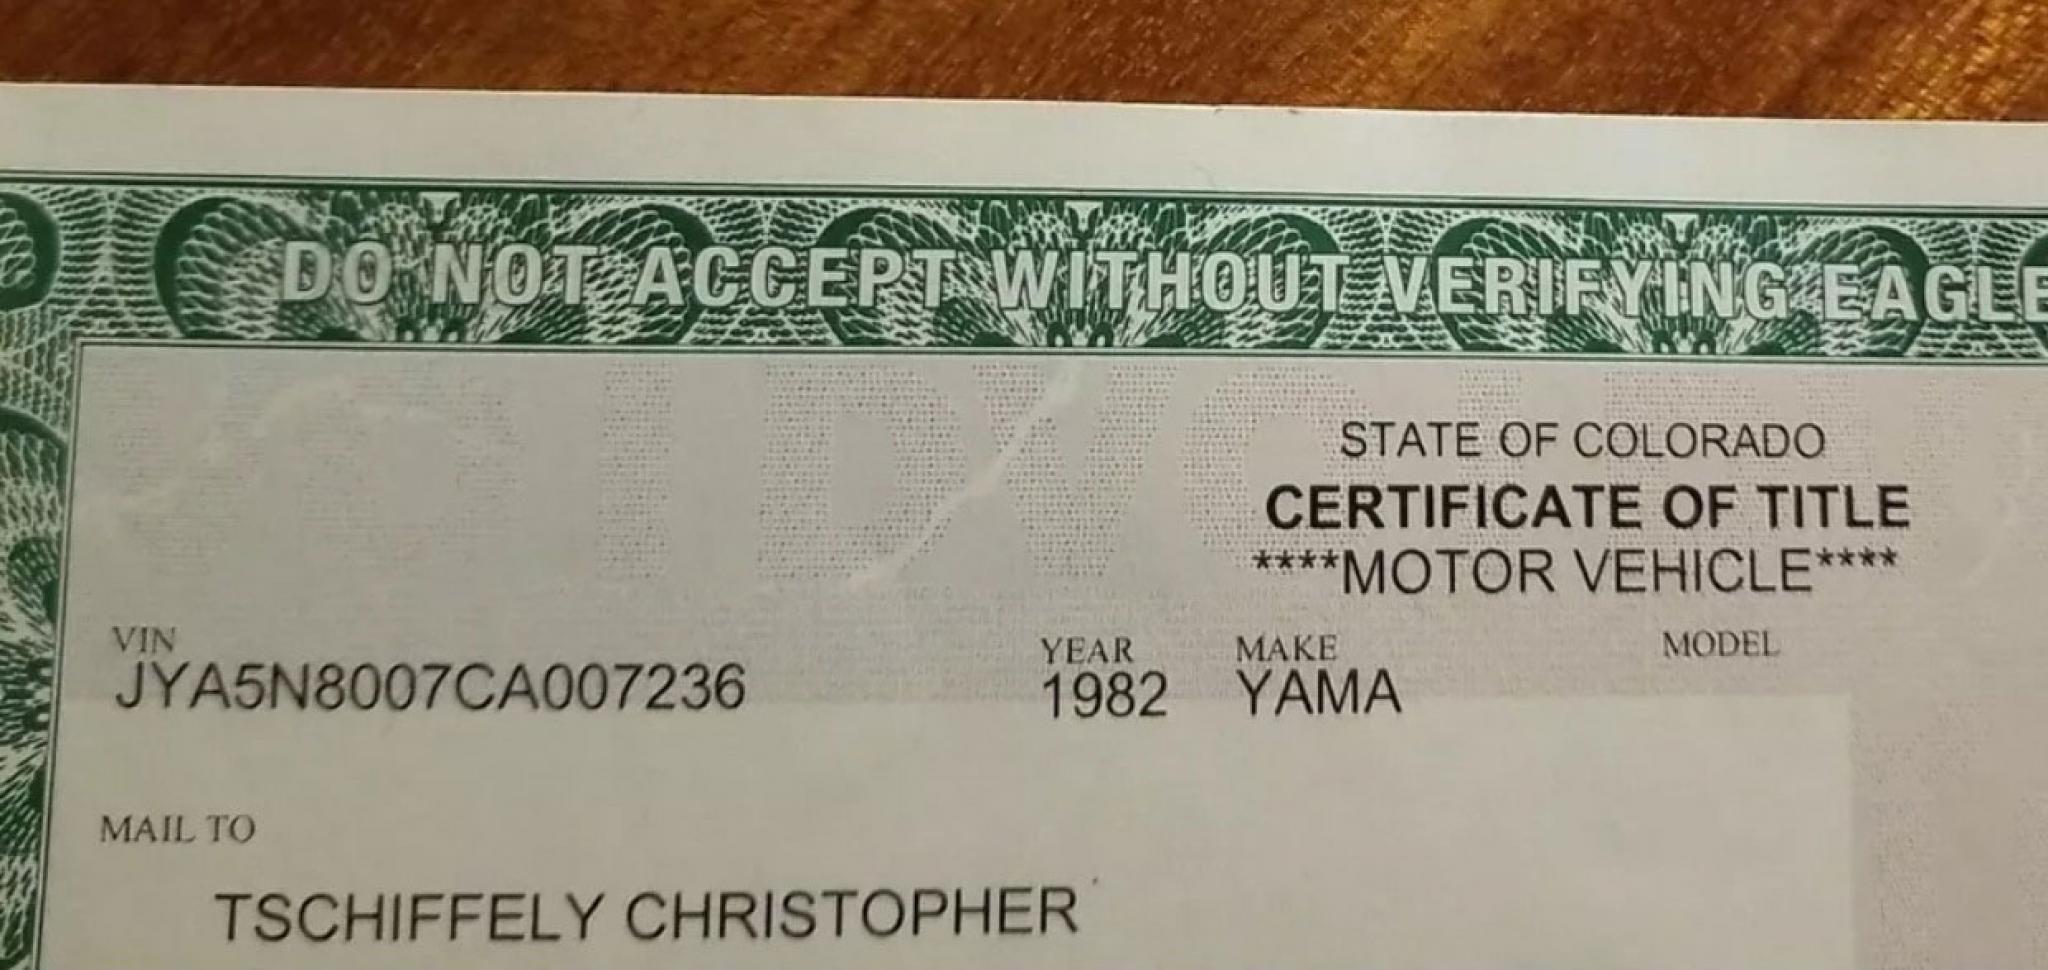 DO NOT ACCEPT WITHOUT VERIFYING EAGLE
STATE OF COLORADO
CERTIFICATE OF TITLE
****MOTOR VEHICLE****
VIN YEAR MAKE MODEL
JYA5N8007CA007236 1982 YAMA
MAIL TO
TSCHIFFELY CHRISTOPHER